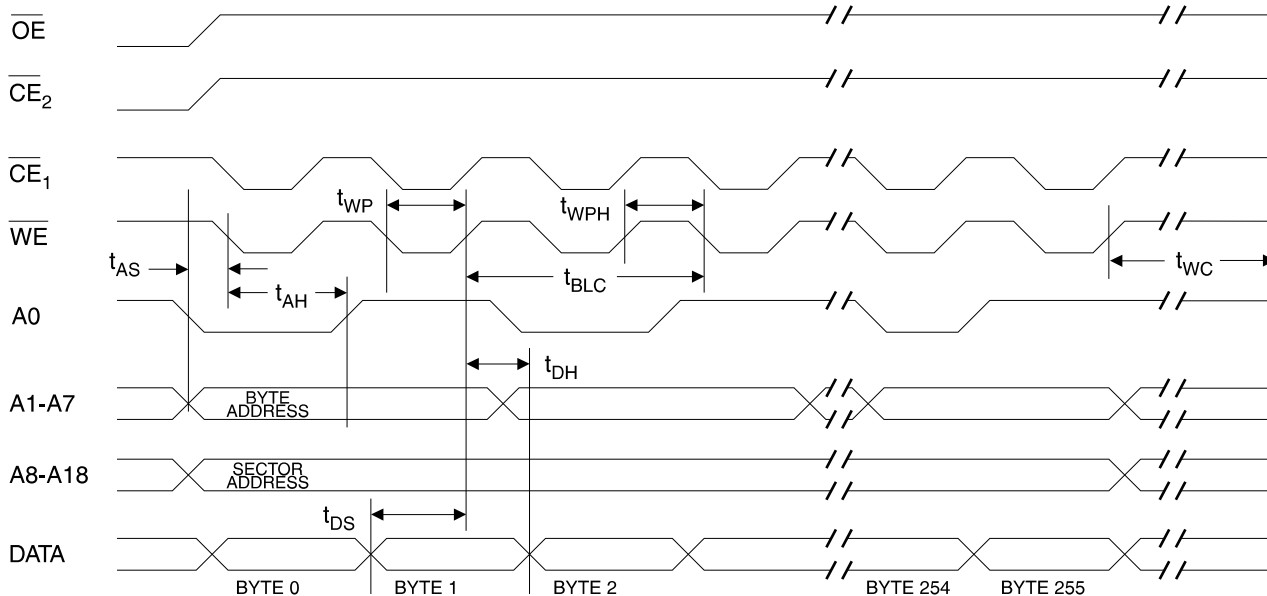 OE
CE2
CE1
tWP
tWPH
WE
tAS
tWC
tBLC
tAH
A0
tDH
A1-A7
BYTE
ADDRESS
A8-A18
SECTOR
ADDRESS
tDS
DATA
BYTE 0
BYTE 1
BYTE 2
BYTE 254
BYTE 255